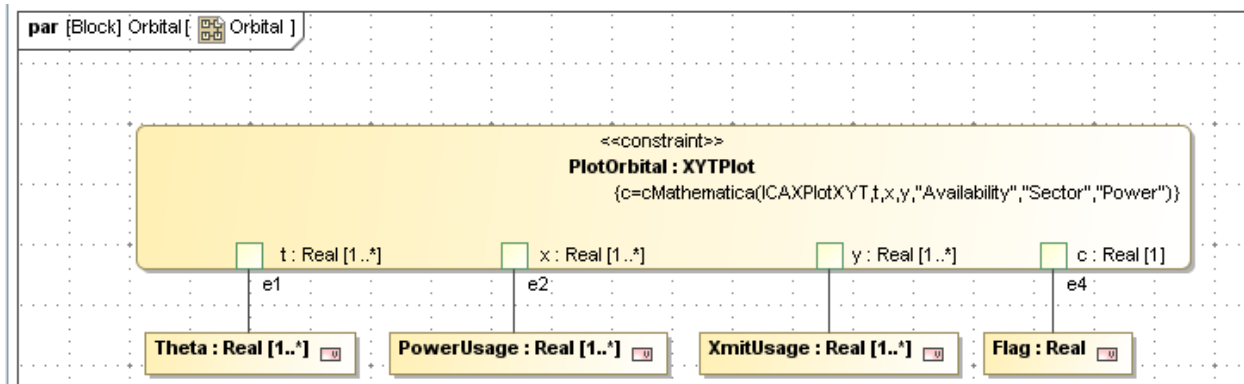 par [Block] Orbital[ Orbital ]
<<constraint>>
PlotOrbital : XYTPlot
{c=cMathematica(ICAXPlotXYT,t,x,y,"Availability","Sector","Power")}
t : Real [1..*] x : Real [1..*] y : Real [1..*] c : Real [1]
e1 e2 e4
Theta : Real [1..*] PowerUsage : Real [1..*] XmitUsage : Real [1..*] Flag : Real